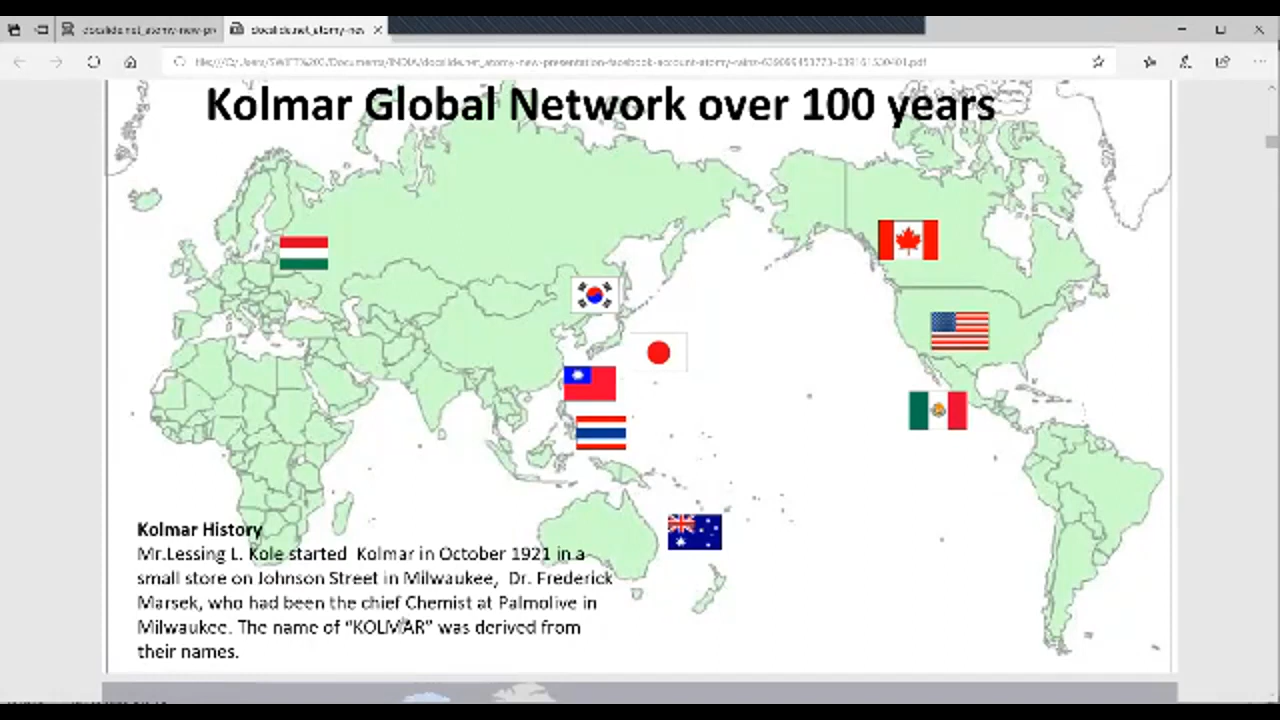 Kolmar Global Network over 100 years
Kolmar History
Mr.Lessing L. Kole started Kolmar in October 1921 in a
small store on Johnson Street in Milwaukee, Dr. Frederick
Marsek, who had been the chief Chemist at Palmolive in
Milwaukee. The name of “KOLMAR” was derived from
their names.